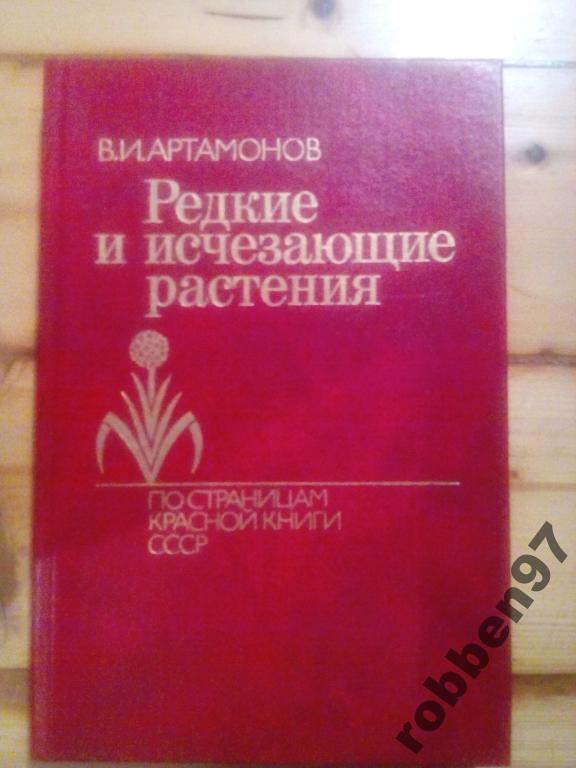 В.И.АРТАМОНОВ
Редкие
и исчезающие
растения
ПО СТРАНИЦАМ
КРАСНОЙ КНИГИ
СССР
robben97